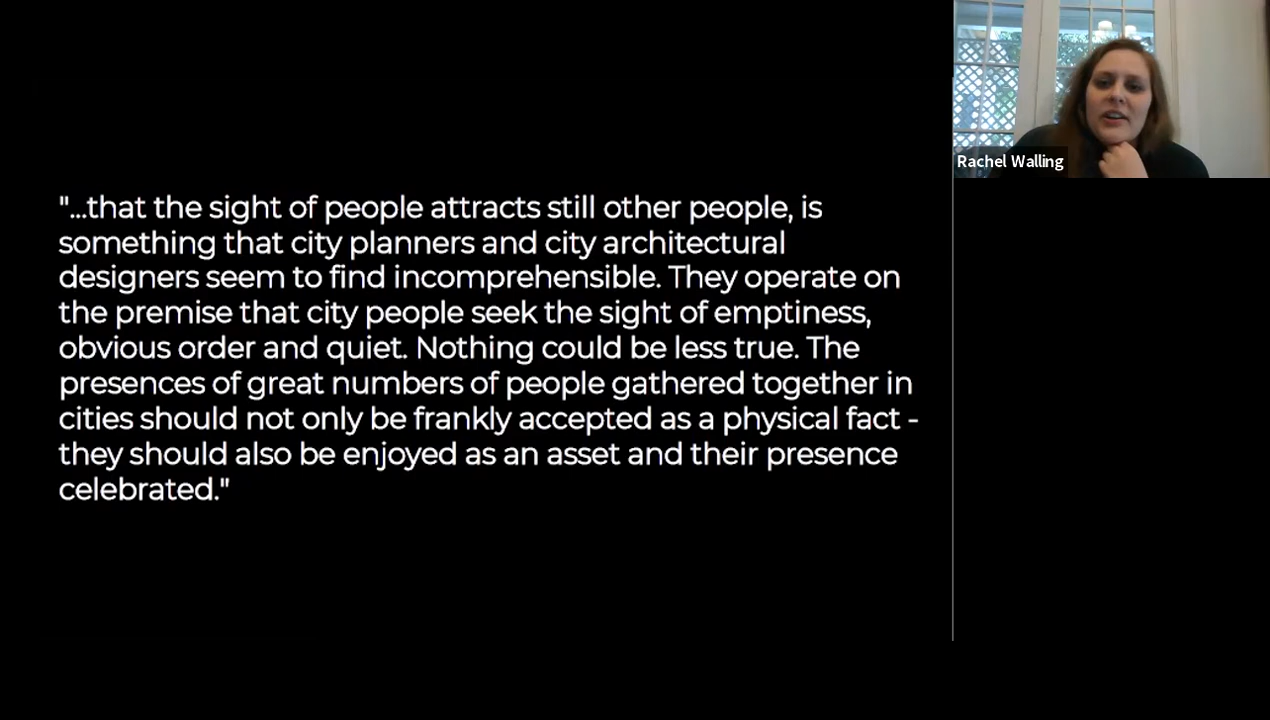 "...that the sight of people attracts still other people, is
something that city planners and city architectural
designers seem to find incomprehensible. They operate on
the premise that city people seek the sight of emptiness,
obvious order and quiet. Nothing could be less true. The
presences of great numbers of people gathered together in
cities should not only be frankly accepted as a physical fact -
they should also be enjoyed as an asset and their presence
celebrated."
Rachel Walling